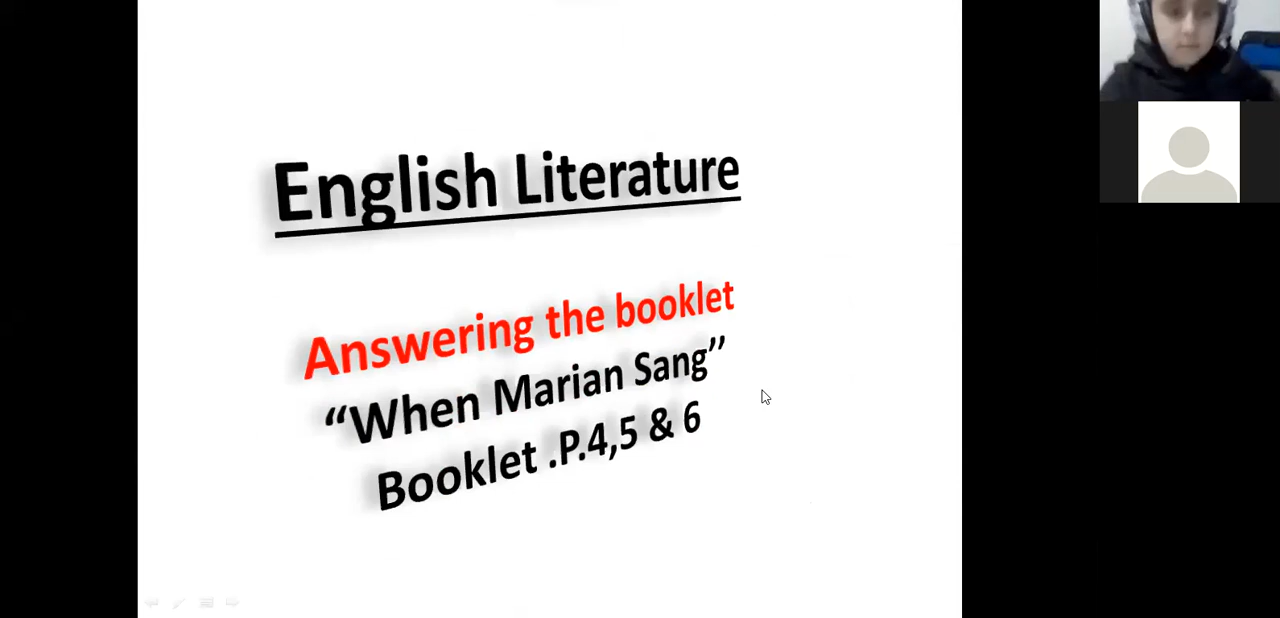 English Literature
Answering the booklet
“When Marian Sang”
Booklet .P.4,5 & 6